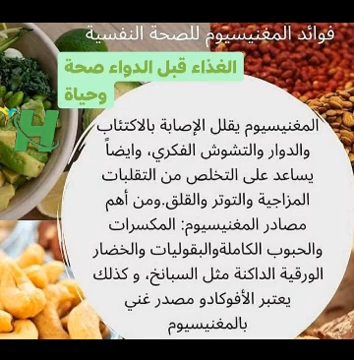 فوائد المغنيسيوم للصحة النفسية
الغذاء قبل الدواء صحة
وحياة
H
المغنيسيوم يقلل الإصابة بالاكتئاب
والدوار والتشوش الفكري، وايضاً
يساعد على التخلص من التقلبات
المزاجية والتوتر والقلق.ومن أهم
مصادر المغنيسيوم: المكسرات
والحبوب الكاملةوالبقوليات والخضار
الورقية الداكنة مثل السبانخ، و كذلك
يعتبر الأفوكادو مصدر غني
بالمغنيسيوم